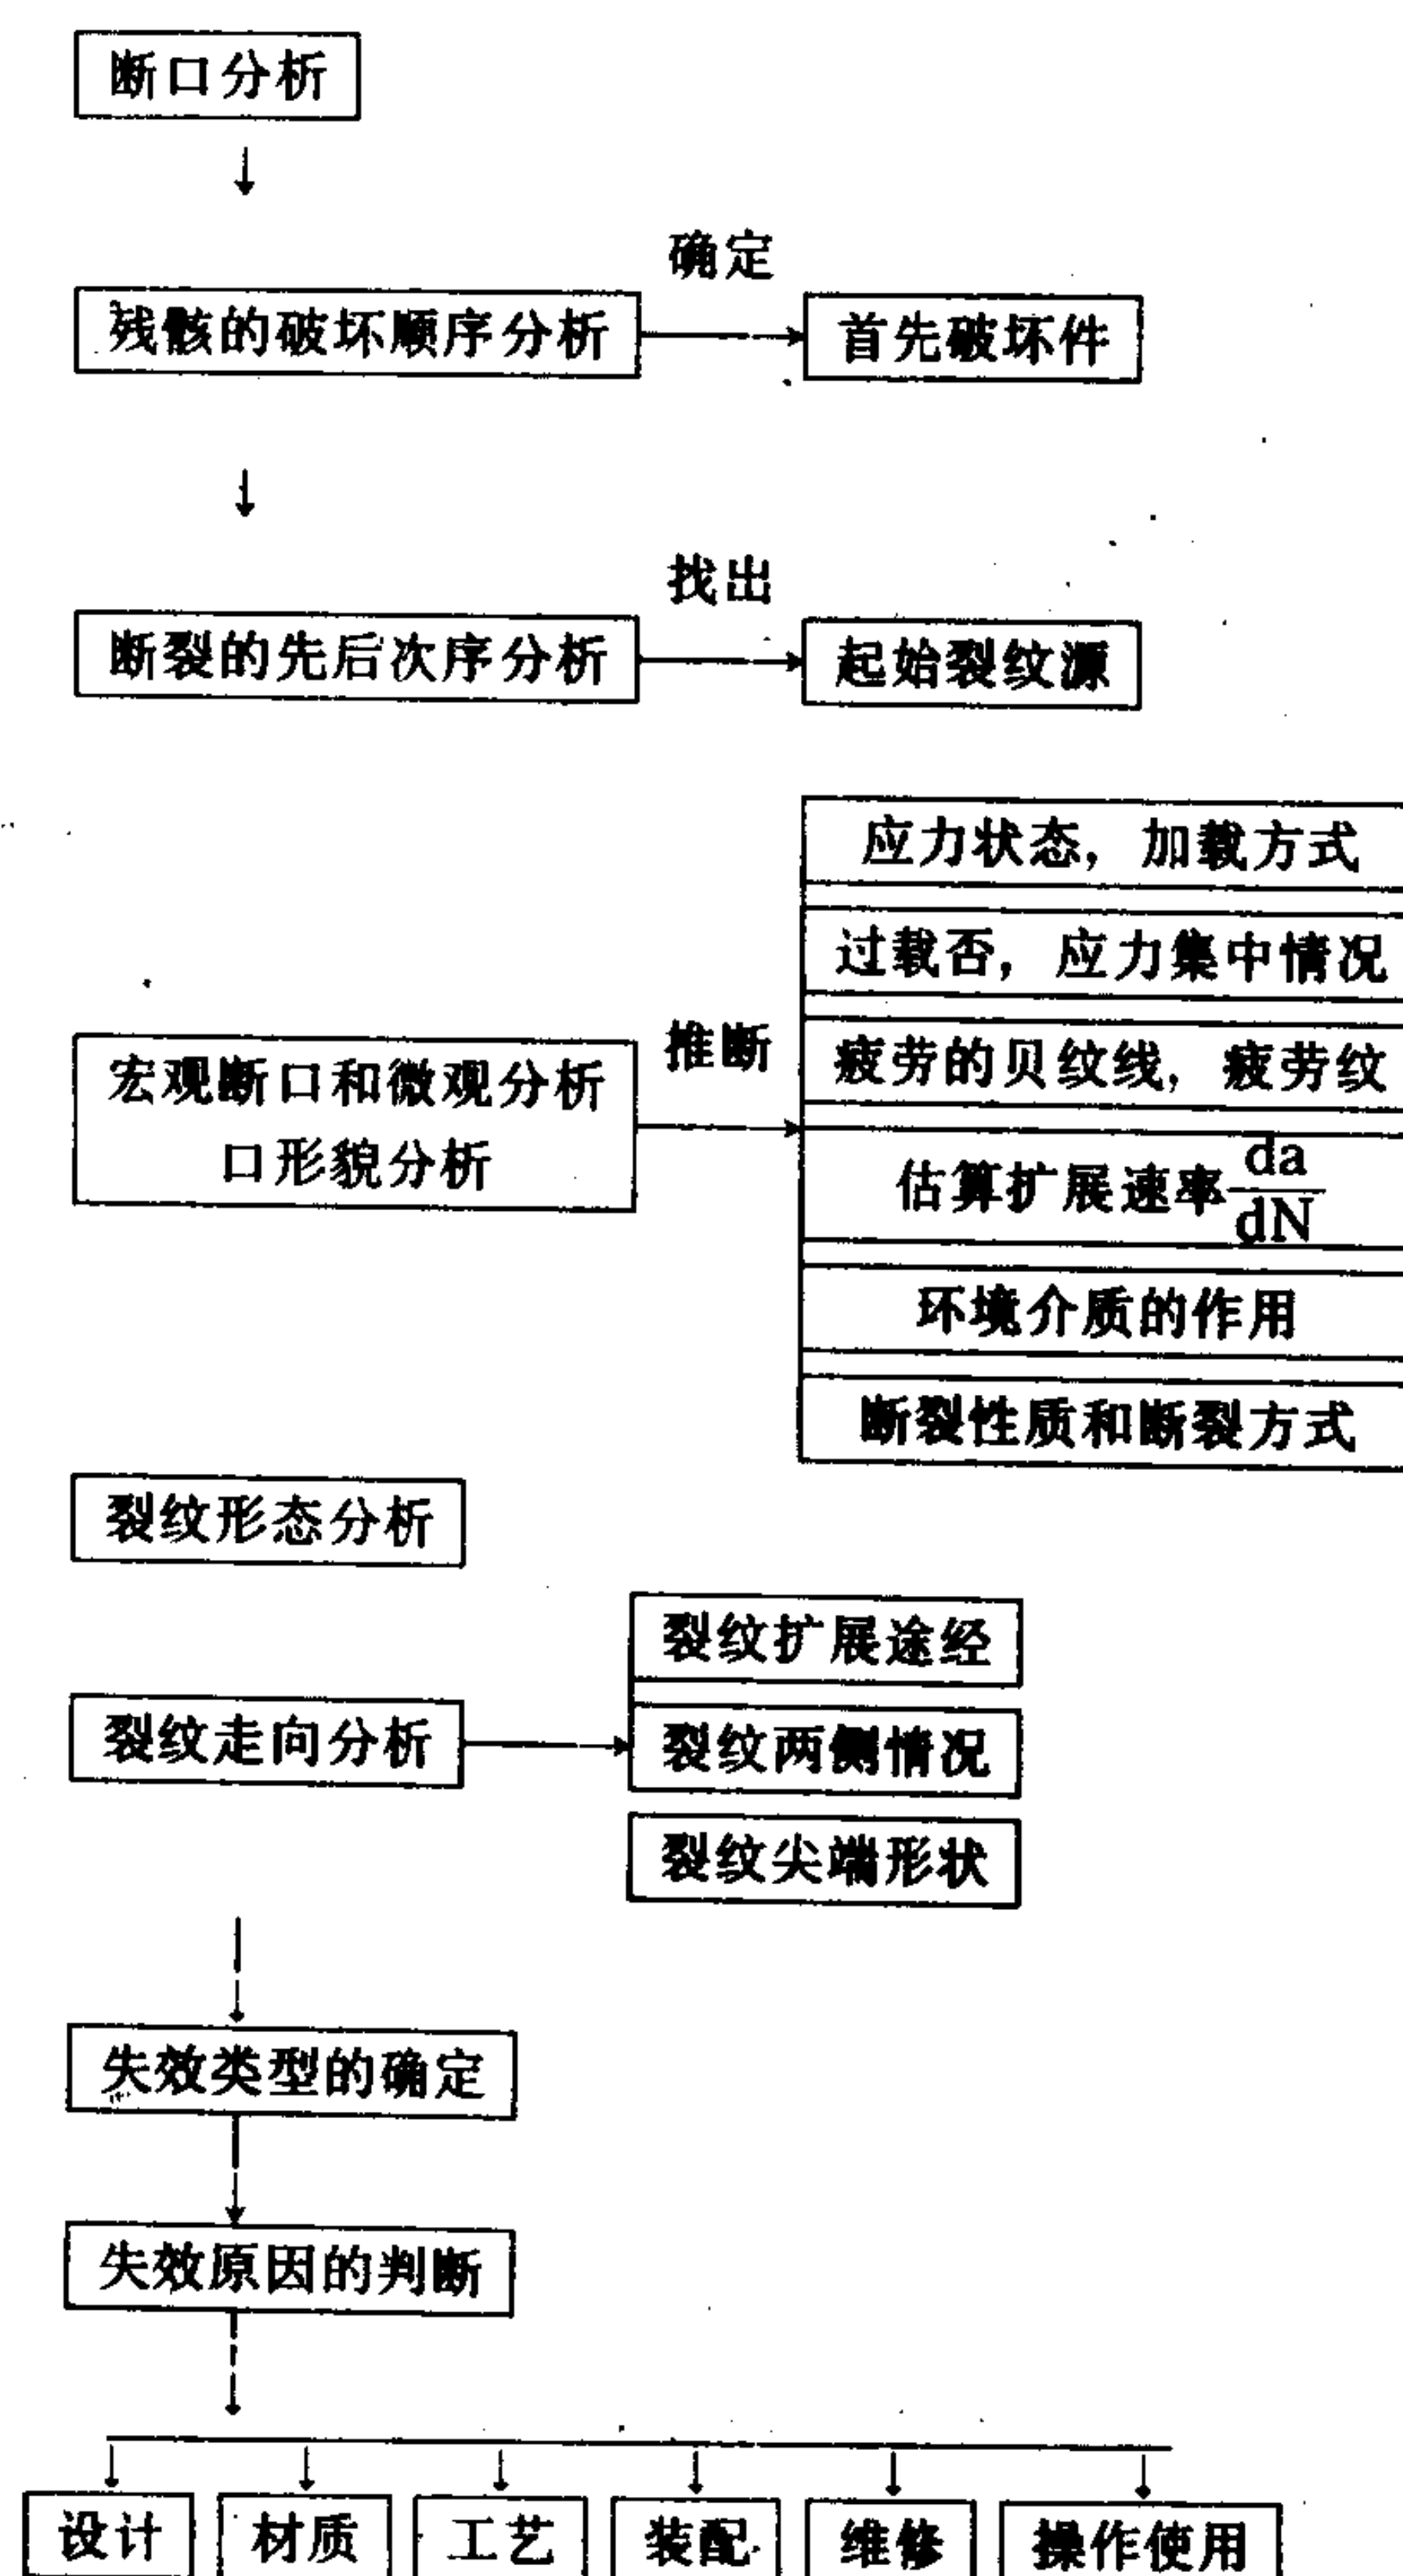 断口分析
确定
残骸的破坏顺序分析
首先破坏件
找出
断裂的先后次序分析
起始裂纹源
应力状态，加载方式
过载否，应力集中情况
疲劳的贝纹线，疲劳纹
推断
宏观断口和微观分析
口形貌分析
估算扩展速率 da/dN
环境介质的作用
断裂性质和断裂方式
裂纹形态分析
裂纹扩展途经
裂纹走向分析
裂纹两侧情况
裂纹尖端形状
失效类型的确定
失效原因的判断
设计 材质 工艺 装配 维修 操作使用